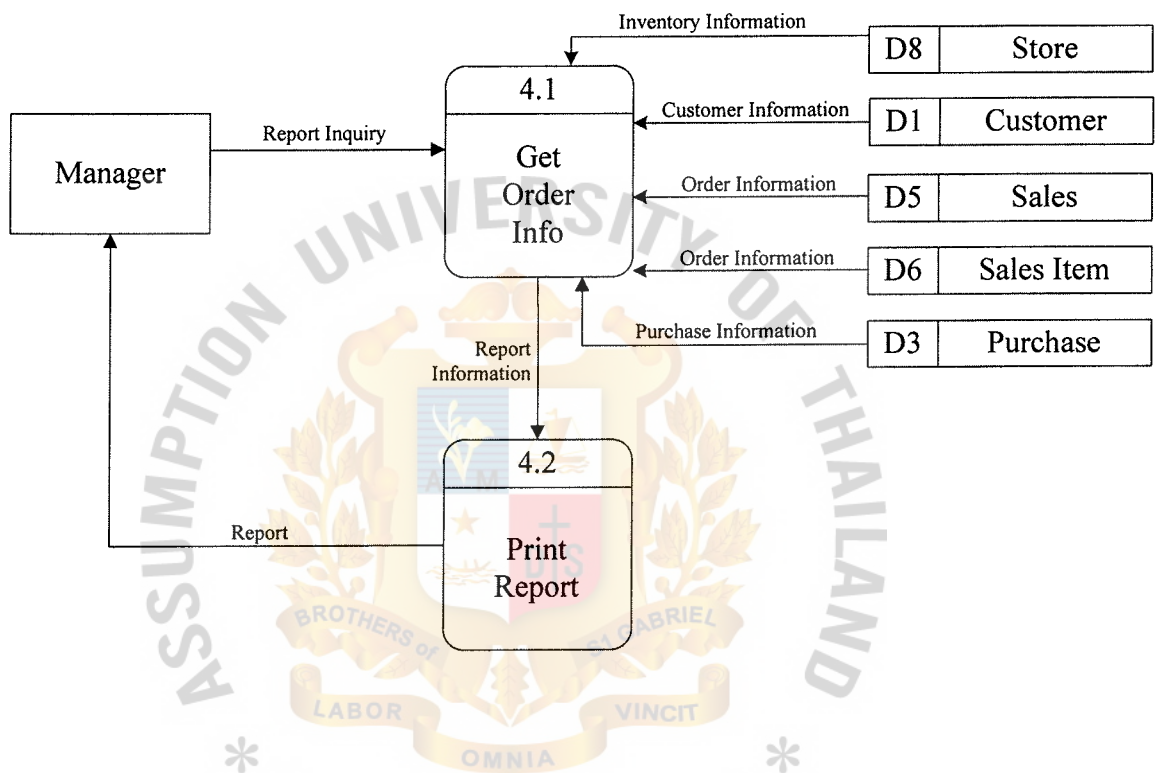 Inventory Information
D8 Store
4.1
Customer Information
D1 Customer
Report Inquiry
Manager
Get
Order
Info
Order Information
D5 Sales
Order Information
D6 Sales Item
Purchase Information
D3 Purchase
Report
Information
4.2
Report
Print
Report
ASSUMPTION UNIVERSITY OF THAILAND
A M
D S
BROTHERS of
ST GABRIEL
LABOR
OMNIA
VINCIT
* *